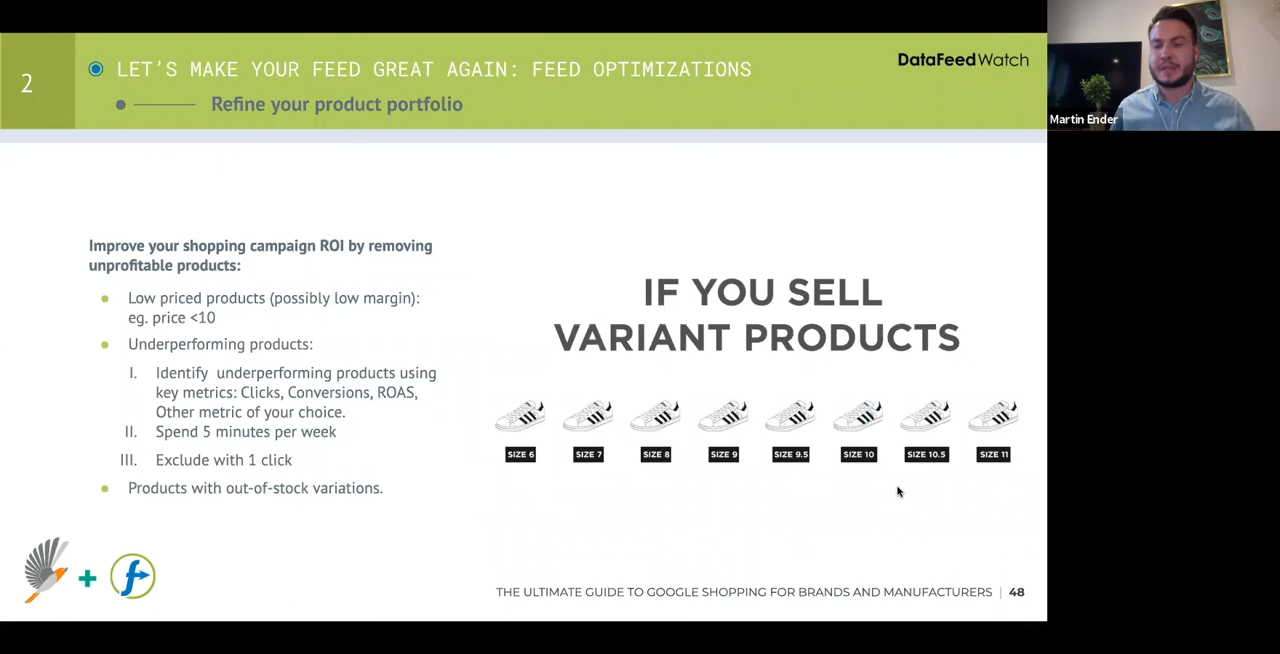 2
LET'S MAKE YOUR FEED GREAT AGAIN: FEED OPTIMIZATIONS
Refine your product portfolio
DataFeedWatch
Martin Ender
Improve your shopping campaign ROI by removing
unprofitable products:
Low priced products (possibly low margin):
eg. price <10
Underperforming products:
I. Identify underperforming products using
key metrics: Clicks, Conversions, ROAS,
Other metric of your choice.
II. Spend 5 minutes per week
III. Exclude with 1 click
Products with out-of-stock variations.
IF YOU SELL
VARIANT PRODUCTS
SIZE 6 SIZE 7 SIZE 8 SIZE 9 SIZE 9.5 SIZE 10 SIZE 10.5 SIZE 11
+ f
THE ULTIMATE GUIDE TO GOOGLE SHOPPING FOR BRANDS AND MANUFACTURERS | 48